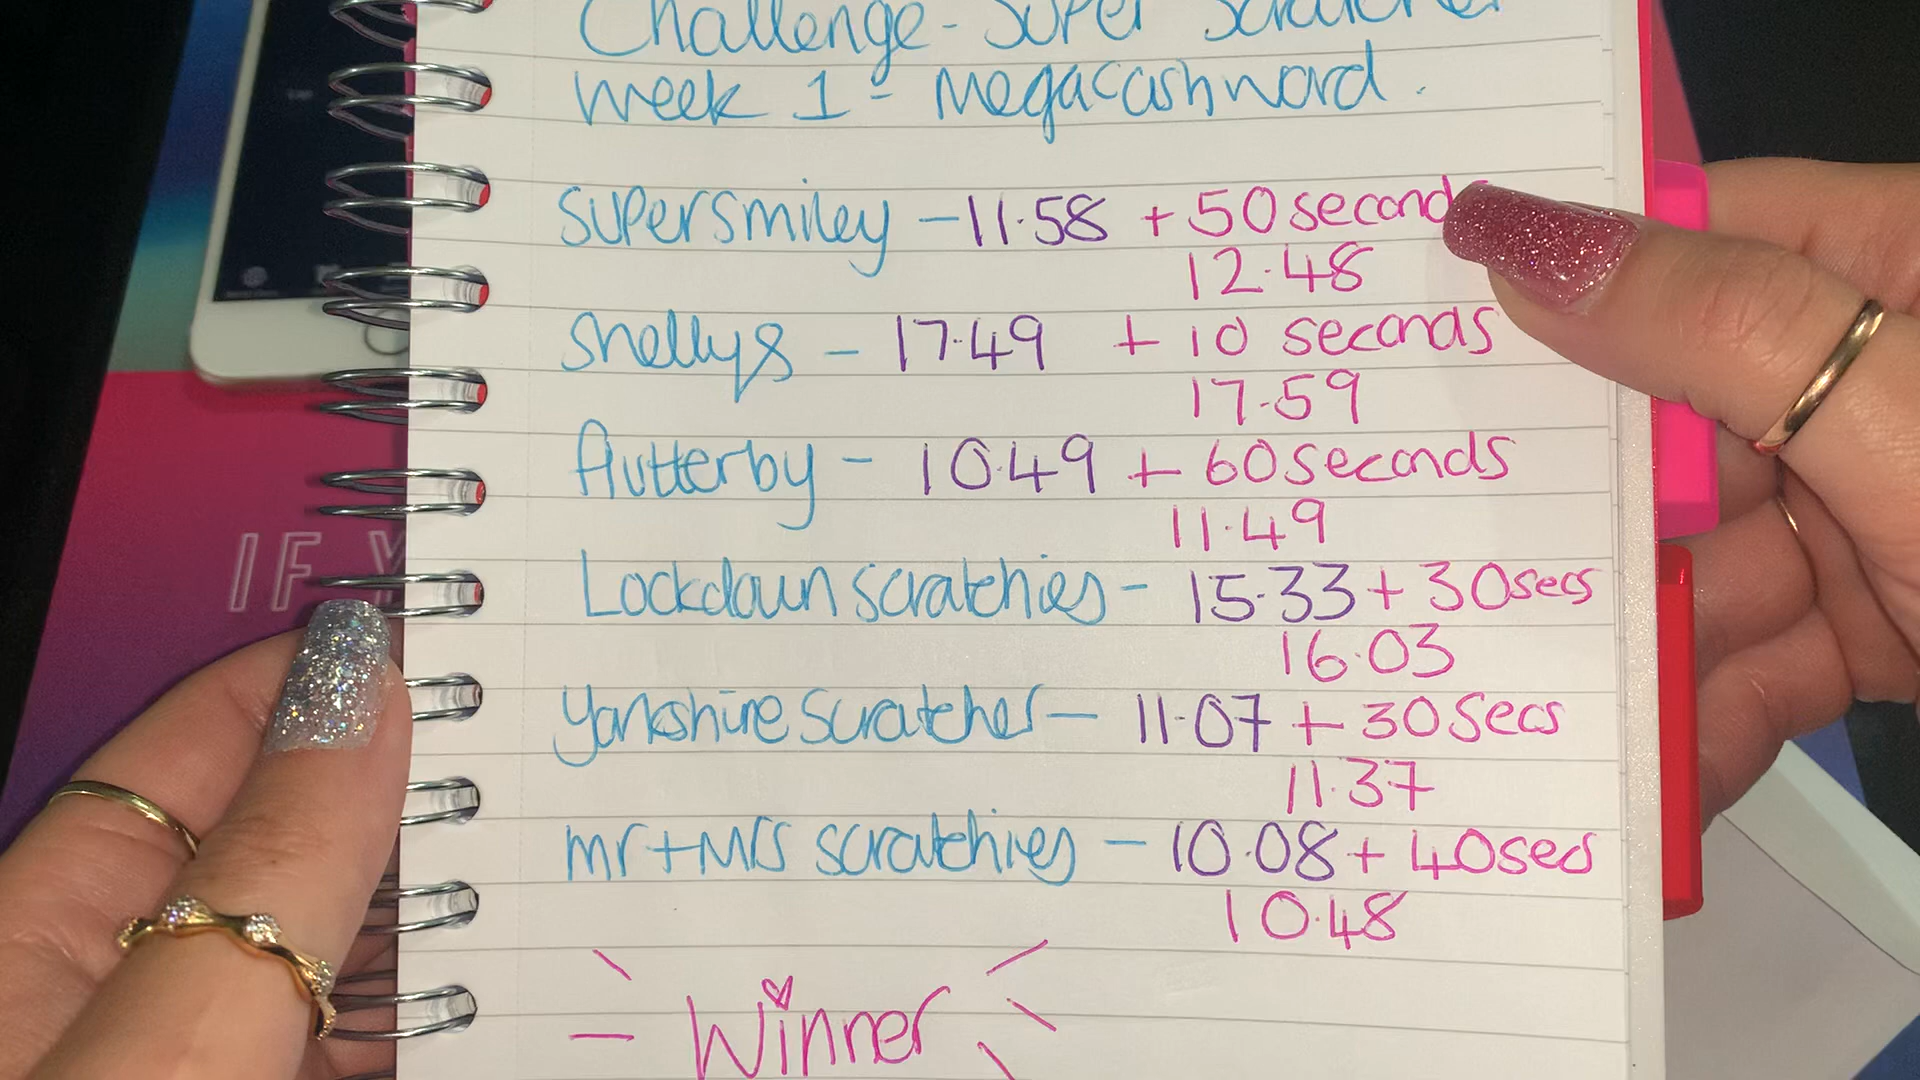 Challenge - Super Scratcher
Week 1 - Megacashword.
Supersmiley - 11.58 + 50 seconds
12.48
Shelly8 - 17.49 + 10 seconds
17.59
flutterby - 10.49 + 60 seconds
11.49
Lockdown scratchies - 15.33 + 30 secs
16.03
Yorkshire scratcher - 11.07 + 30 secs
11.37
mr + Mrs scratchies - 10.08 + 40 secs
10.48
Winner
IF Y